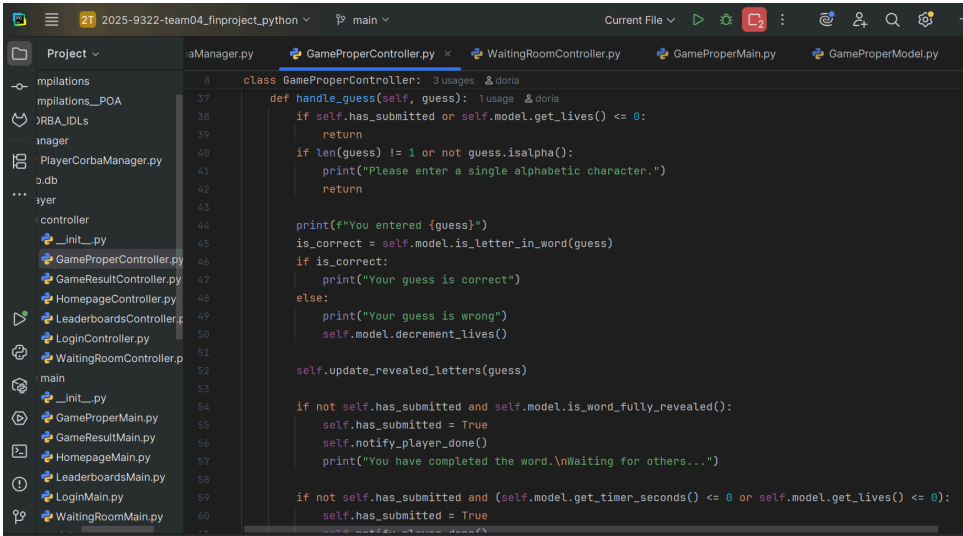 2T 2025-9322-team04_finproject_python main Current File 2
Project
baManager.py GameProperController.py WaitingRoomController.py GameProperMain.py GameProperModel.py
mpilations
mpilations__POA
ORBA_IDLs
anager
PlayerCorbaManager.py
o.db
ayer
controller
__init__.py
GameProperController.py
GameResultController.py
HomepageController.py
LeaderboardsController.p
LoginController.py
WaitingRoomController.p
main
__init__.py
GameProperMain.py
GameResultMain.py
HomepageMain.py
LeaderboardsMain.py
LoginMain.py
WaitingRoomMain.py
8 class GameProperController: 3 usages doria
37 def handle_guess(self, guess): 1 usage doria
38 if self.has_submitted or self.model.get_lives() <= 0:
39 return
40 if len(guess) != 1 or not guess.isalpha():
41 print("Please enter a single alphabetic character.")
42 return
43
44 print(f"You entered {guess}")
45 is_correct = self.model.is_letter_in_word(guess)
46 if is_correct:
47 print("Your guess is correct")
48 else:
49 print("Your guess is wrong")
50 self.model.decrement_lives()
51
52 self.update_revealed_letters(guess)
53
54 if not self.has_submitted and self.model.is_word_fully_revealed():
55 self.has_submitted = True
56 self.notify_player_done()
57 print("You have completed the word.\nWaiting for others...")
58
59 if not self.has_submitted and (self.model.get_timer_seconds() <= 0 or self.model.get_lives() <= 0):
60 self.has_submitted = True
self.notify_player_done()